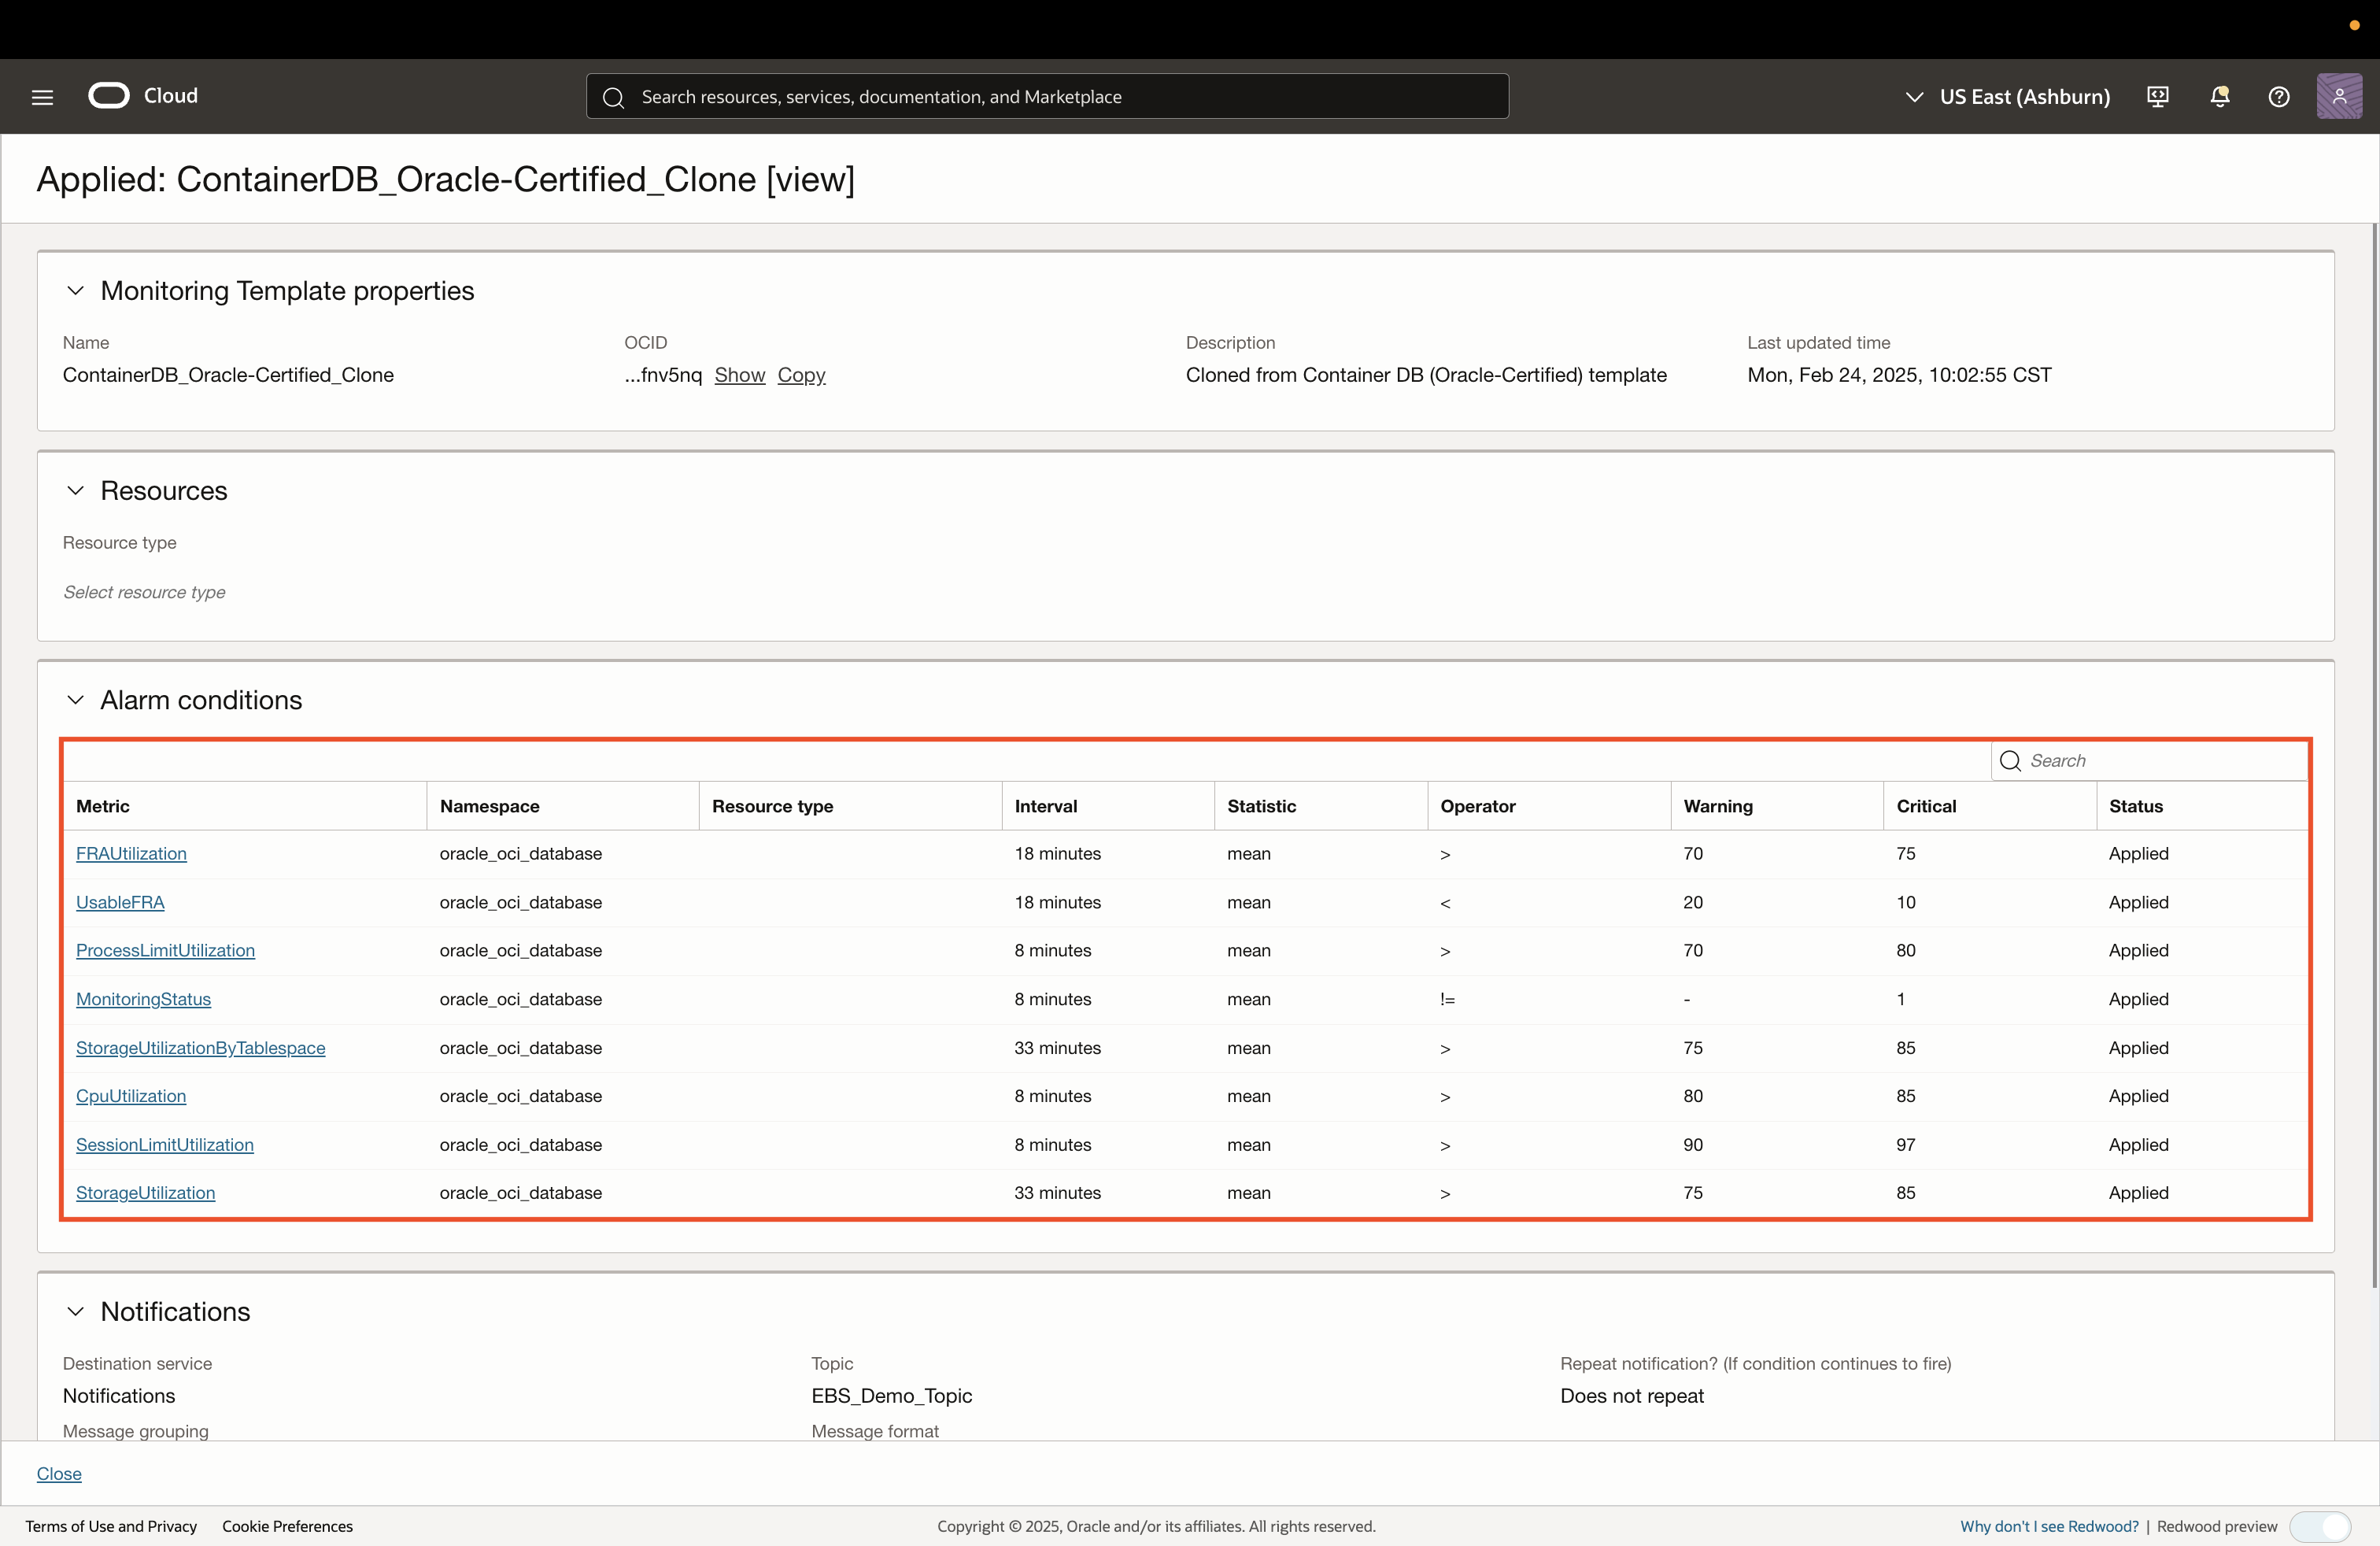 Cloud
Search resources, services, documentation, and Marketplace
US East (Ashburn)
Applied: ContainerDB_Oracle-Certified_Clone [view]
Monitoring Template properties
Name OCID Description Last updated time
ContainerDB_Oracle-Certified_Clone ...fnv5nq Show Copy Cloned from Container DB (Oracle-Certified) template Mon, Feb 24, 2025, 10:02:55 CST
Resources
Resource type
Select resource type
Alarm conditions
Search
Metric Namespace Resource type Interval Statistic Operator Warning Critical Status
FRAUtilization oracle_oci_database 18 minutes mean > 70 75 Applied
UsableFRA oracle_oci_database 18 minutes mean < 20 10 Applied
ProcessLimitUtilization oracle_oci_database 8 minutes mean > 70 80 Applied
MonitoringStatus oracle_oci_database 8 minutes mean != - 1 Applied
StorageUtilizationByTablespace oracle_oci_database 33 minutes mean > 75 85 Applied
CpuUtilization oracle_oci_database 8 minutes mean > 80 85 Applied
SessionLimitUtilization oracle_oci_database 8 minutes mean > 90 97 Applied
StorageUtilization oracle_oci_database 33 minutes mean > 75 85 Applied
Notifications
Destination service Topic Repeat notification? (If condition continues to fire)
Notifications EBS_Demo_Topic Does not repeat
Message grouping Message format
Close
Terms of Use and Privacy Cookie Preferences Copyright © 2025, Oracle and/or its affiliates. All rights reserved. Why don't I see Redwood? | Redwood preview